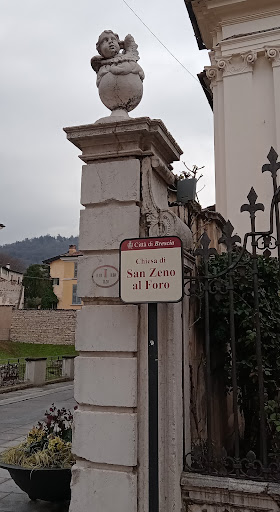 Città di Brescia
Chiesa di
San Zeno
al Foro